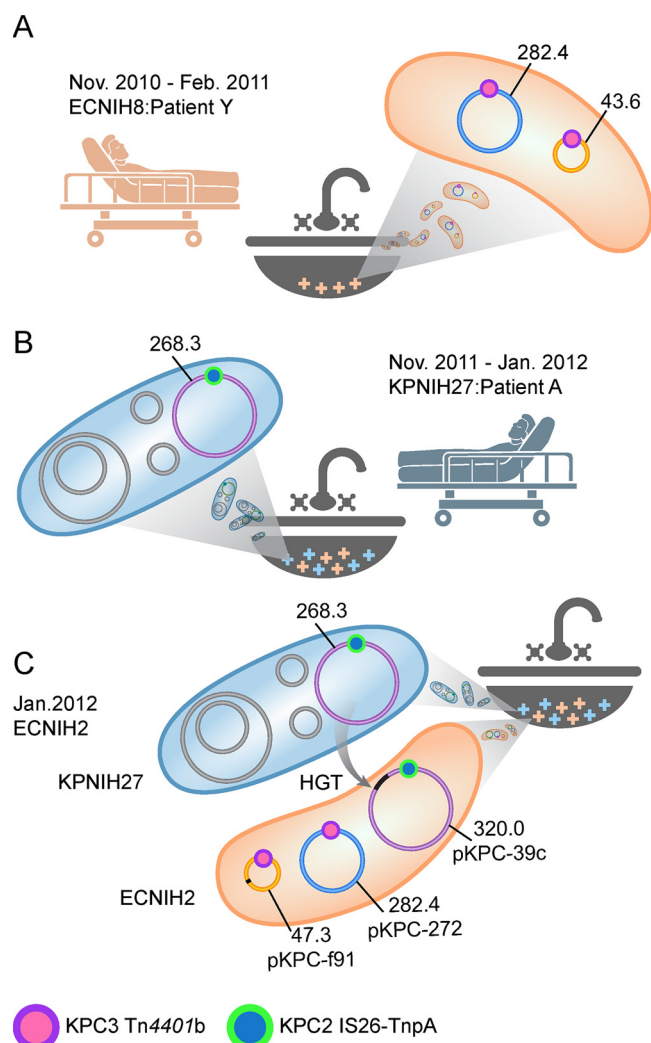 A
Nov. 2010 - Feb. 2011
ECNIH8:Patient Y
282.4
43.6
B
268.3
Nov. 2011 - Jan. 2012
KPNIH27:Patient A
C
268.3
Jan.2012
ECNIH2
KPNIH27
HGT
320.0
pKPC-39c
ECNIH2
282.4
pKPC-272
47.3
pKPC-f91
KPC3 Tn4401b
KPC2 IS26-TnpA